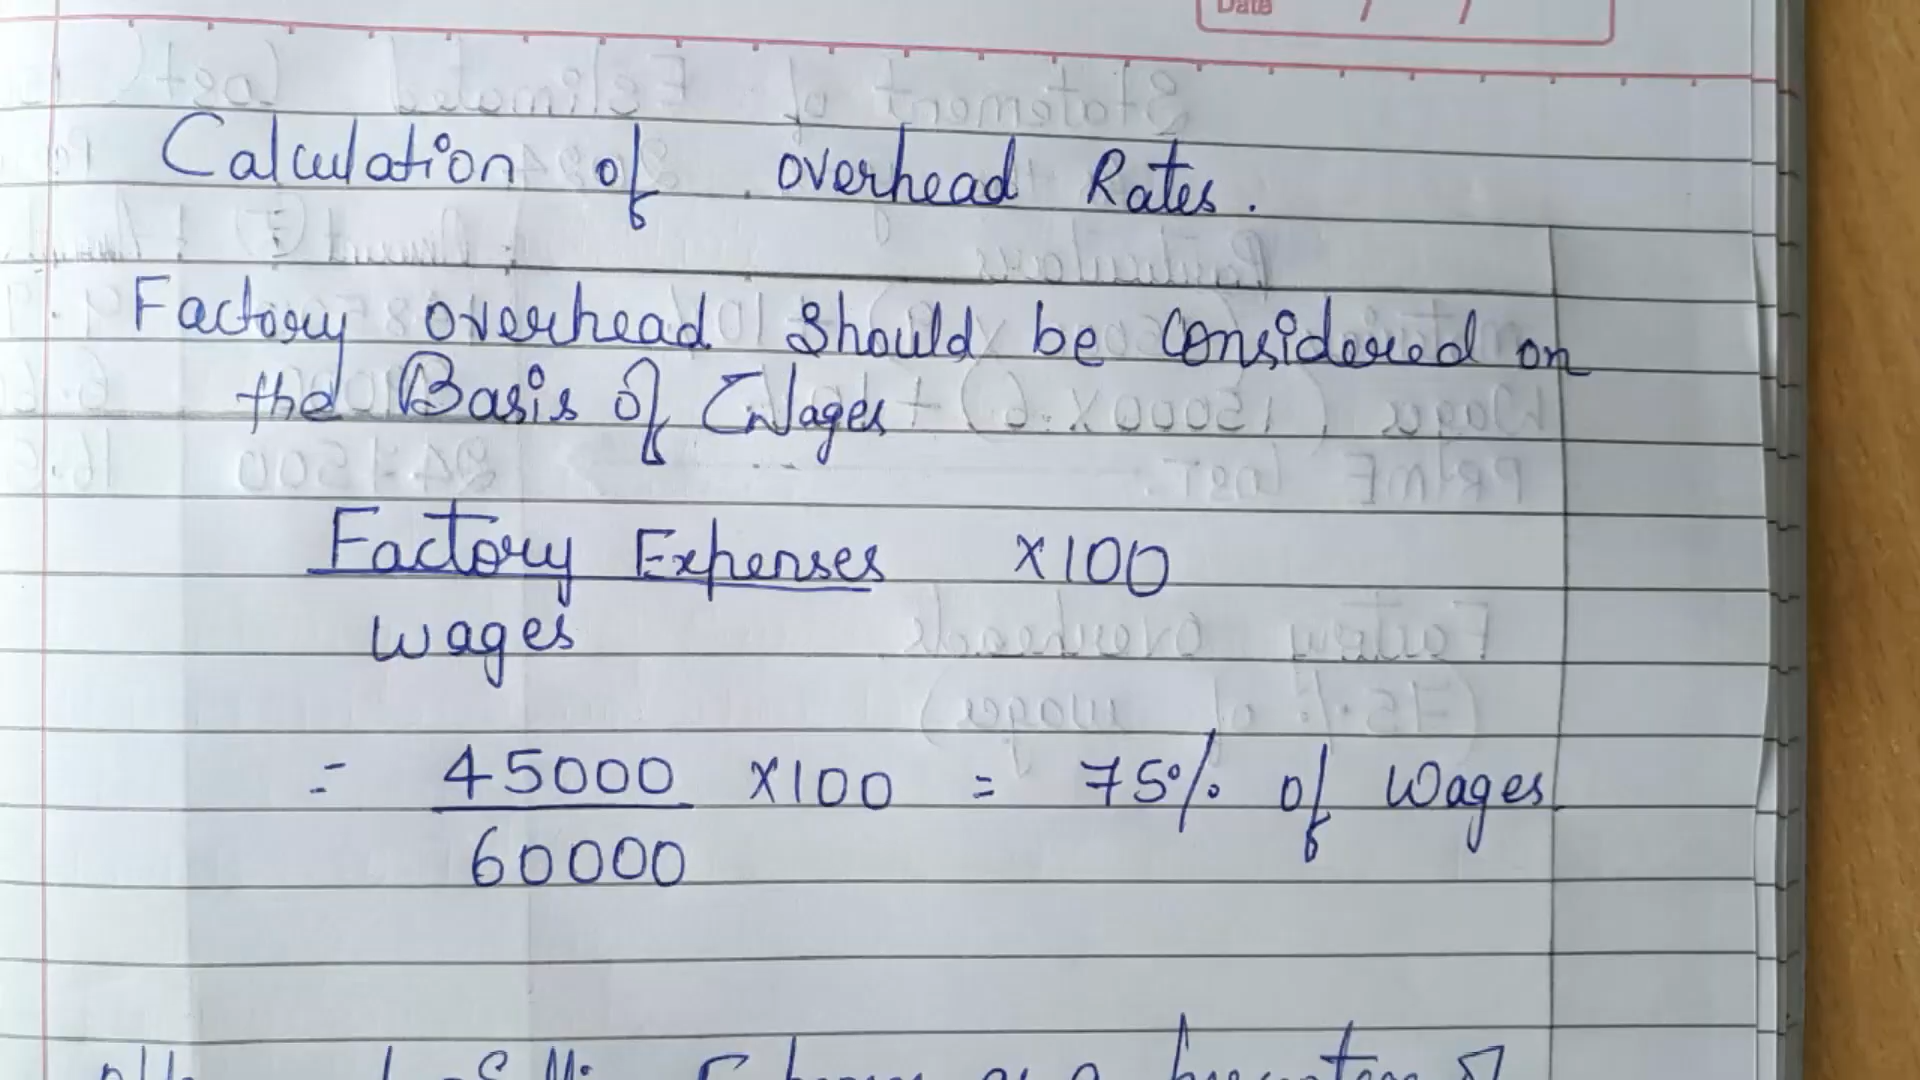 Date / /
Calculation of overhead Rates.
Factory overhead should be considered on
the Basis of Wages
Factory Expenses ×100
wages
= 45000 ×100 = 75% of wages
60000